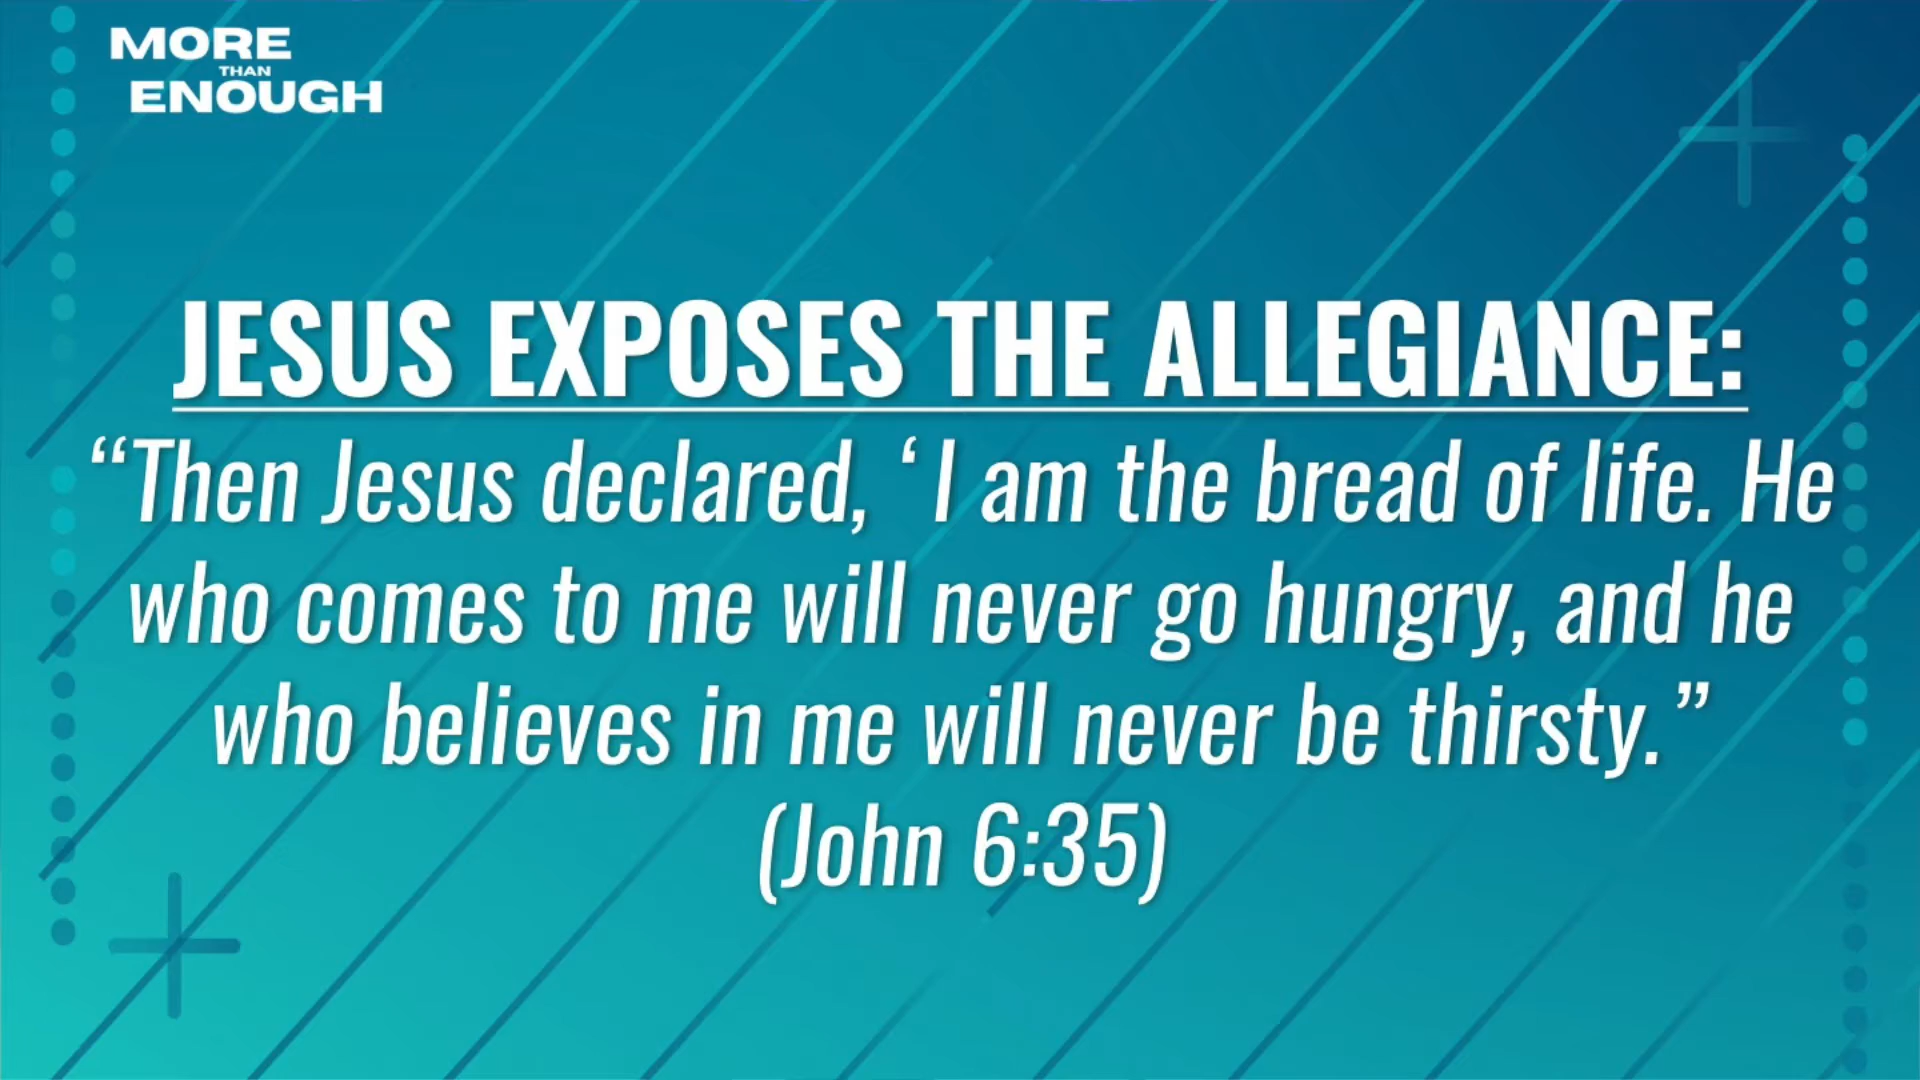 MORE
THAN
ENOUGH
JESUS EXPOSES THE ALLEGIANCE:
“Then Jesus declared, ‘ I am the bread of life. He
who comes to me will never go hungry, and he
who believes in me will never be thirsty.”
(John 6:35)